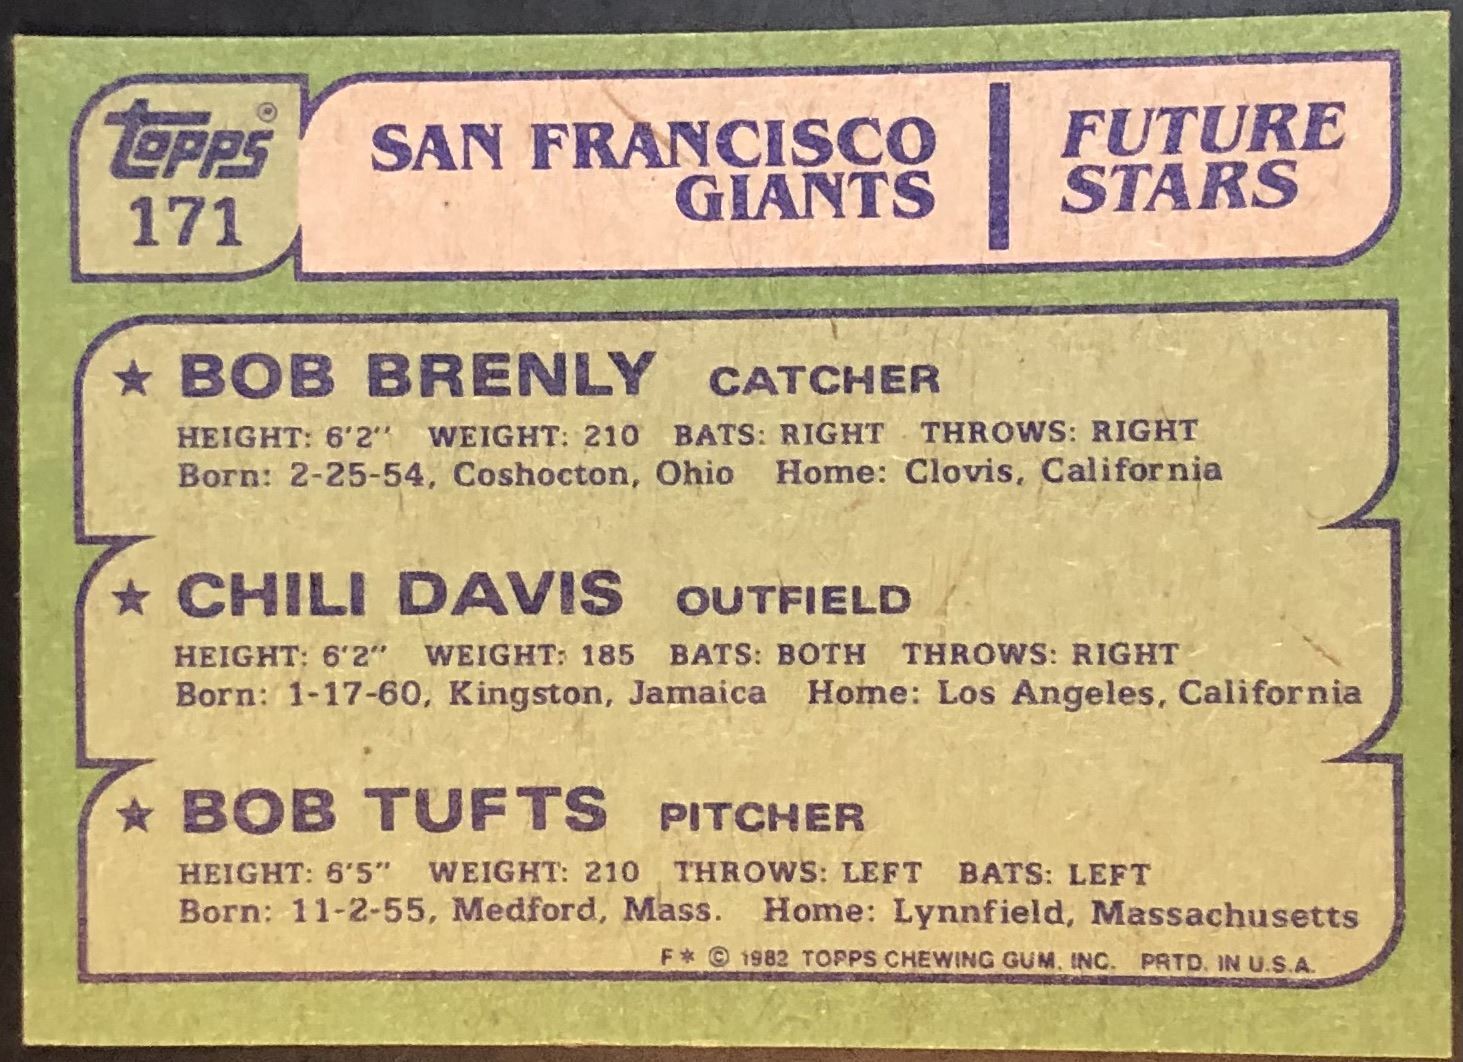 Topps®
171
SAN FRANCISCO
GIANTS
FUTURE
STARS
★ BOB BRENLY CATCHER
HEIGHT: 6'2" WEIGHT: 210 BATS: RIGHT THROWS: RIGHT
Born: 2-25-54, Coshocton, Ohio Home: Clovis, California
★ CHILI DAVIS OUTFIELD
HEIGHT: 6'2" WEIGHT: 185 BATS: BOTH THROWS: RIGHT
Born: 1-17-60, Kingston, Jamaica Home: Los Angeles, California
★ BOB TUFTS PITCHER
HEIGHT: 6'5" WEIGHT: 210 THROWS: LEFT BATS: LEFT
Born: 11-2-55, Medford, Mass. Home: Lynnfield, Massachusetts
F* © 1982 TOPPS CHEWING GUM, INC. PRTD. IN U.S.A.